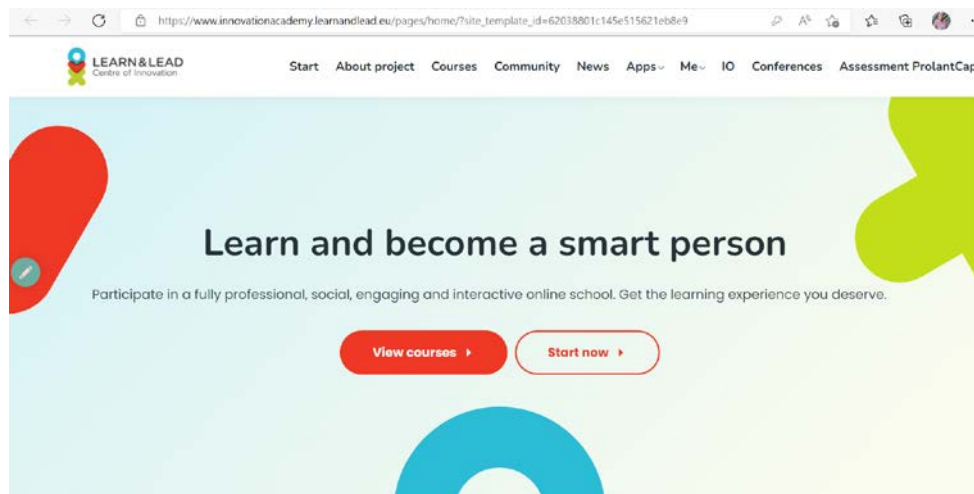 https://www.innovationacademy.learnandlead.eu/pages/home/?site_template_id=62038801c145e515621eb8e9
LEARN&LEAD
Centre of Innovation
Start About project Courses Community News Apps Me IO Conferences Assessment ProlantCap
Learn and become a smart person
Participate in a fully professional, social, engaging and interactive online school. Get the learning experience you deserve.
View courses Start now